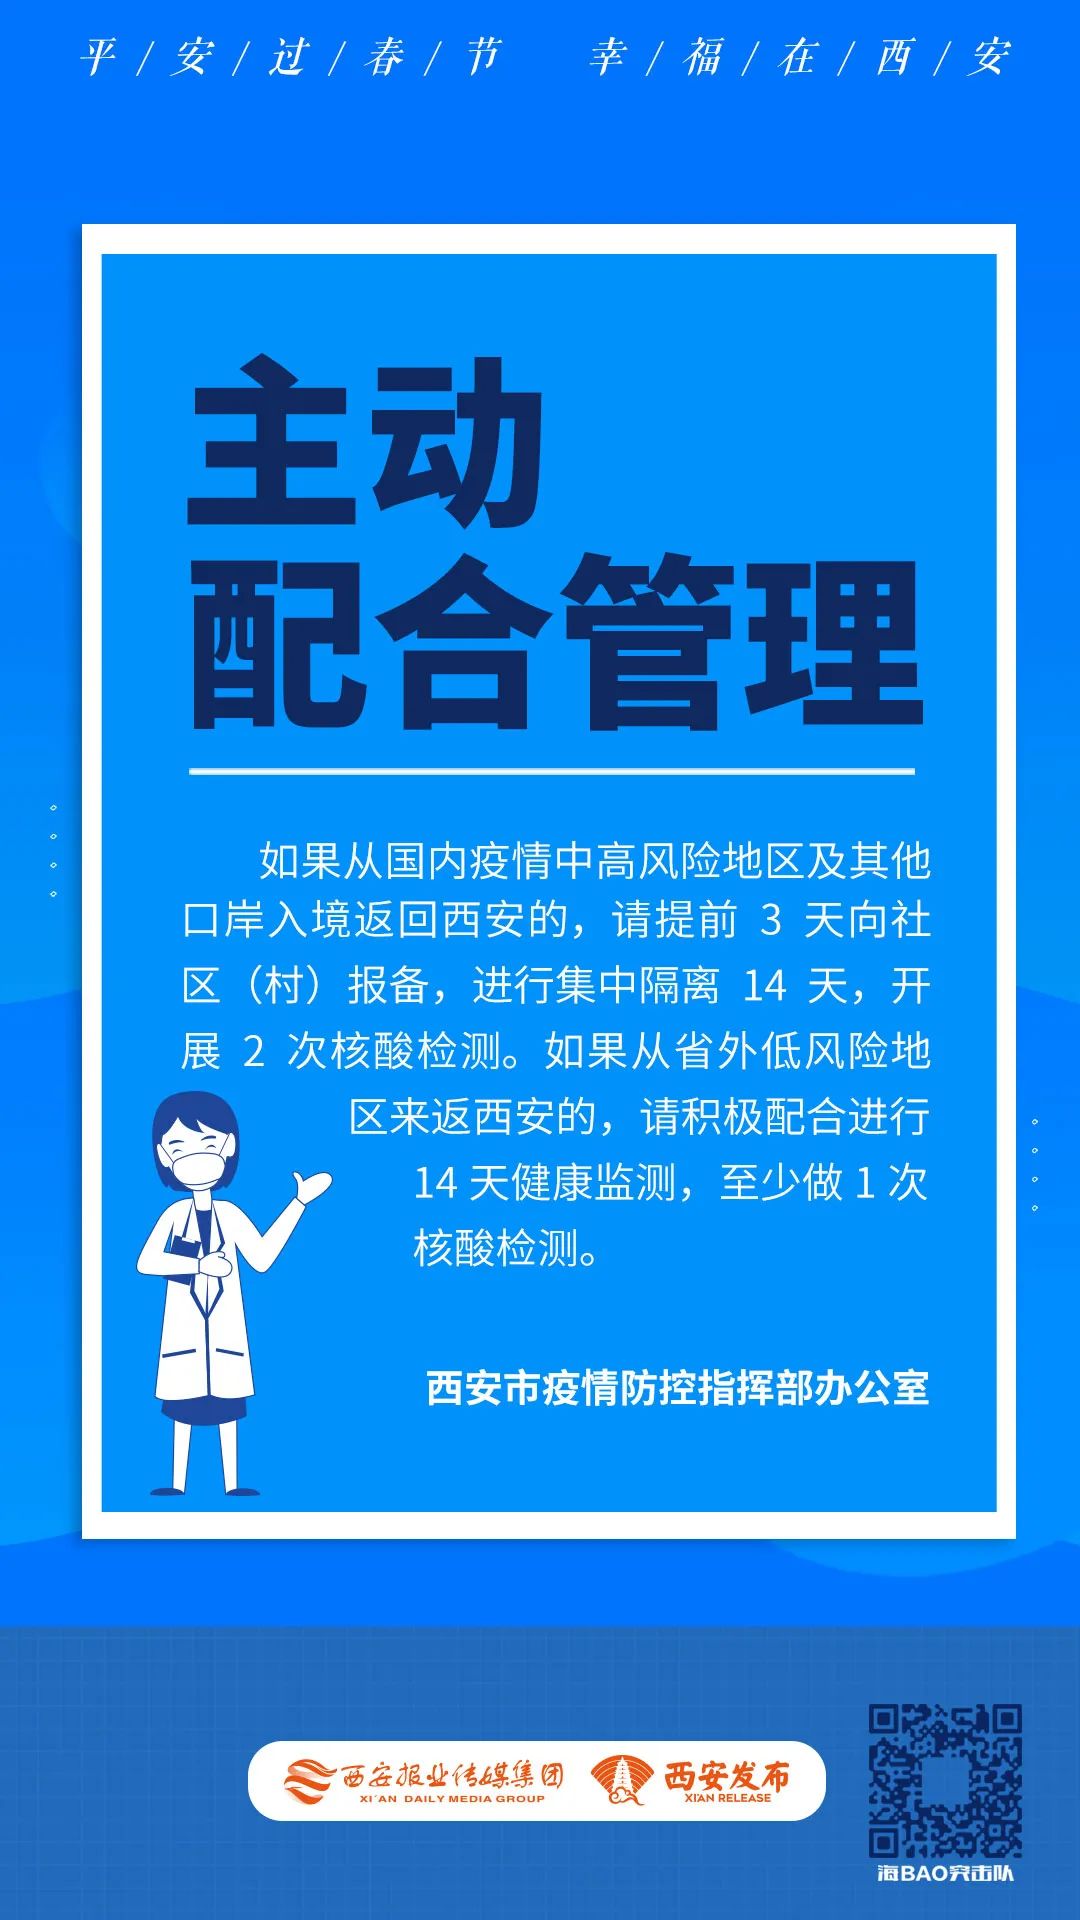 平/安/过/春/节 幸/福/在/西/安
主动
配合管理
如果从国内疫情中高风险地区及其他
口岸入境返回西安的，请提前 3 天向社
区（村）报备，进行集中隔离 14 天，开
展 2 次核酸检测。如果从省外低风险地
区来返西安的，请积极配合进行
14 天健康监测，至少做 1 次
核酸检测。
西安市疫情防控指挥部办公室
西安报业传媒集团
XI'AN DAILY MEDIA GROUP
西安发布
XI'AN RELEASE
海BAO突击队